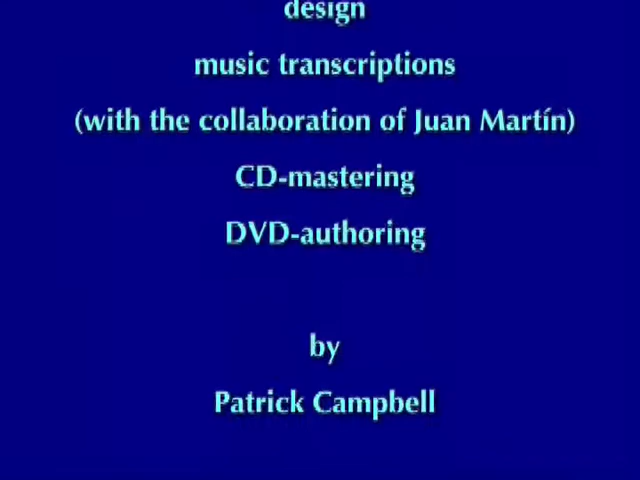 design
music transcriptions
(with the collaboration of Juan Martín)
CD-mastering
DVD-authoring
by
Patrick Campbell